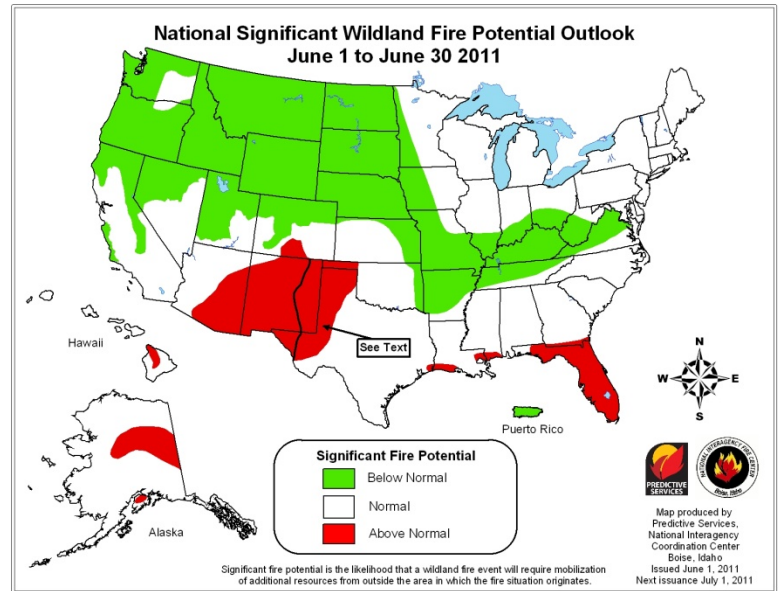 National Significant Wildland Fire Potential Outlook
June 1 to June 30 2011
Hawaii
See Text
N
W
E
S
Puerto Rico
Alaska
Significant Fire Potential
Below Normal
Normal
Above Normal
PREDICTIVE
SERVICES
NATIONAL INTERAGENCY FIRE CENTER
Boise, Idaho
Map produced by
Predictive Services,
National Interagency
Coordination Center
Boise, Idaho
Issued June 1, 2011
Next issuance July 1, 2011
Significant fire potential is the likelihood that a wildland fire event will require mobilization
of additional resources from outside the area in which the fire situation originates.